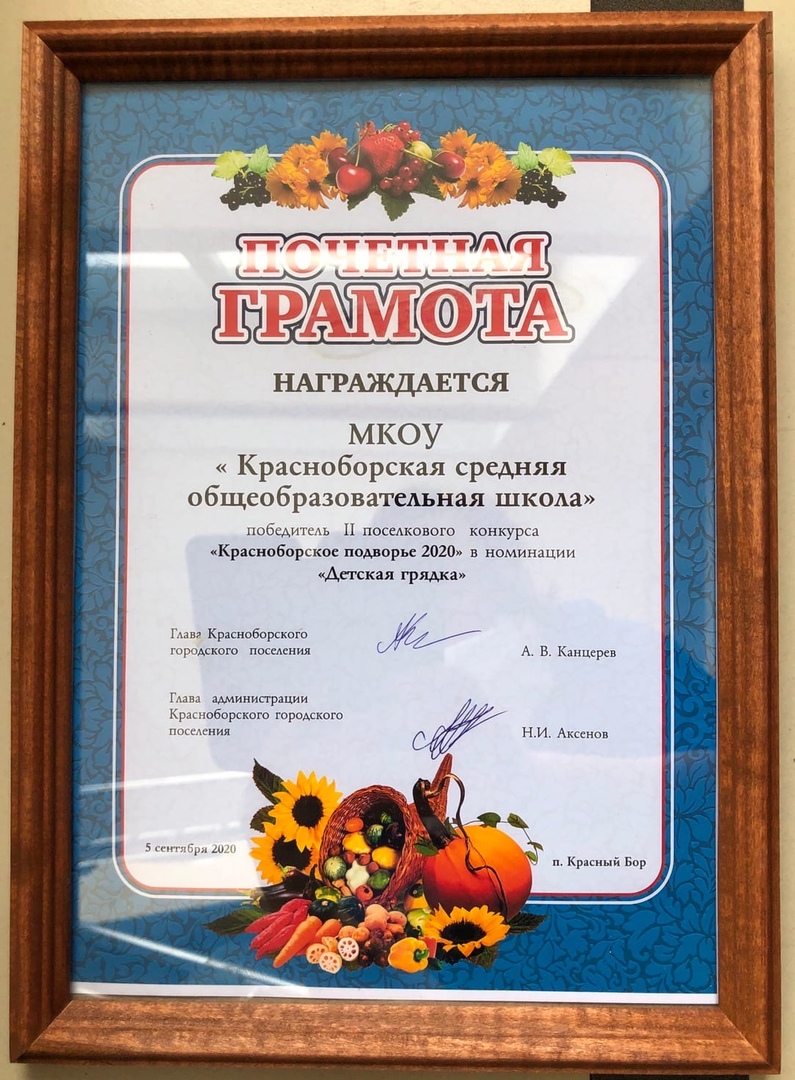 ПОЧЕТНАЯ
ГРАМОТА
НАГРАЖДАЕТСЯ
МКОУ
« Красноборская средняя
общеобразовательная школа»
победитель II поселкового конкурса
«Красноборское подворье 2020» в номинации
«Детская грядка»
Глава Красноборского
городского поселения
А. В. Канцерев
Глава администрации
Красноборского городского
поселения
Н.И. Аксенов
5 сентября 2020
п. Красный Бор